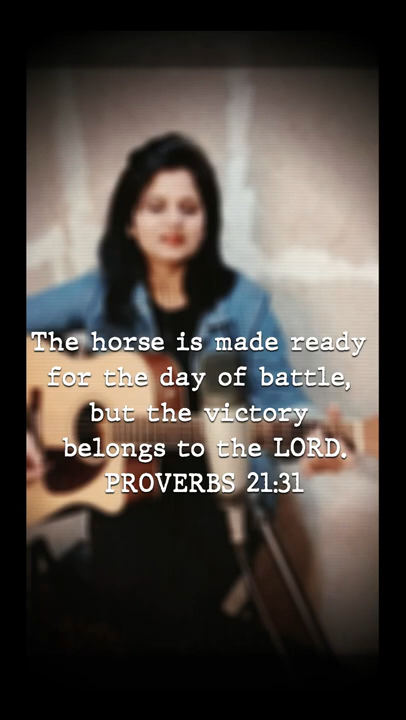 The horse is made ready
for the day of battle,
but the victory
belongs to the LORD.
PROVERBS 21:31